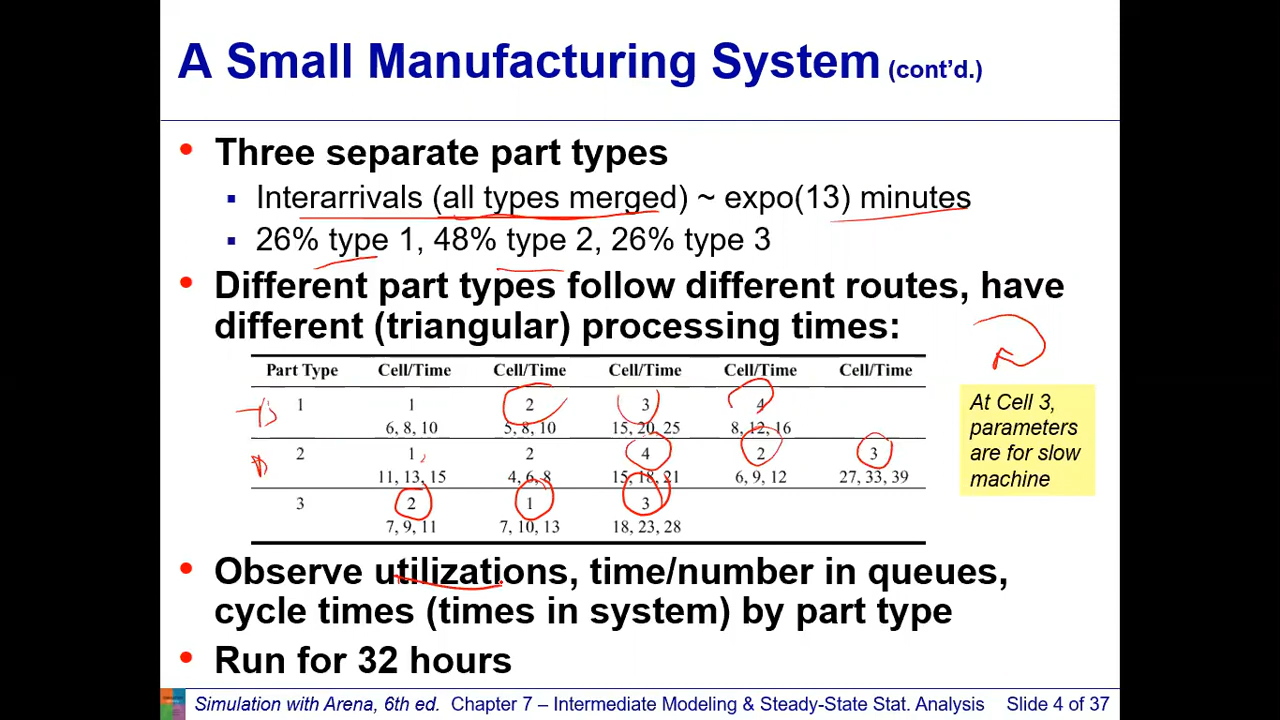 A Small Manufacturing System (cont'd.)
• Three separate part types
▪ Interarrivals (all types merged) ~ expo(13) minutes
▪ 26% type 1, 48% type 2, 26% type 3
• Different part types follow different routes, have
different (triangular) processing times:
Part Type Cell/Time Cell/Time Cell/Time Cell/Time Cell/Time
1 1 2 3 4
6, 8, 10 5, 8, 10 15, 20, 25 8, 12, 16
2 1 2 4 2 3
11, 13, 15 4, 6, 8 15, 18, 21 6, 9, 12 27, 33, 39
3 2 1 3
7, 9, 11 7, 10, 13 18, 23, 28
At Cell 3,
parameters
are for slow
machine
• Observe utilizations, time/number in queues,
cycle times (times in system) by part type
• Run for 32 hours
Simulation with Arena, 6th ed. Chapter 7 – Intermediate Modeling & Steady-State Stat. Analysis Slide 4 of 37